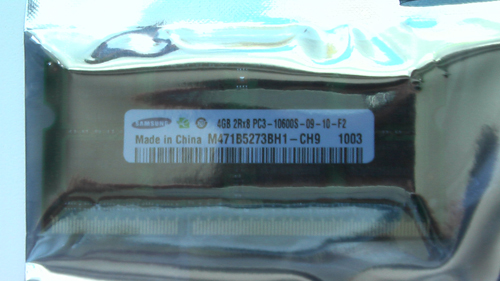 SAMSUNG 4GB 2Rx8 PC3-10600S-09-10-F2
Made in China M471B5273BH1-CH9 1003